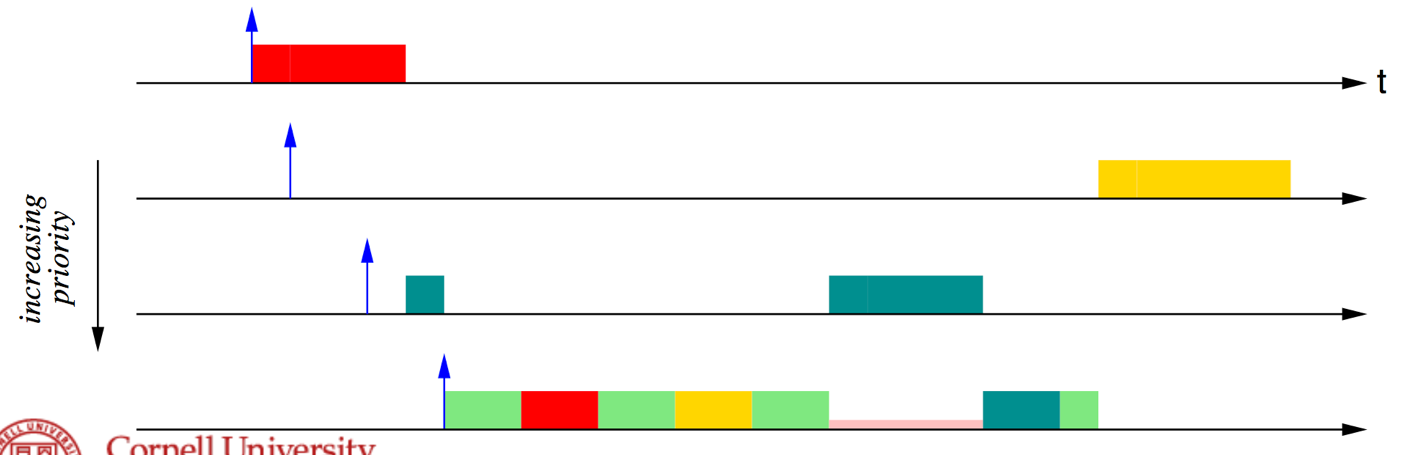 t
increasing
priority
Cornell University